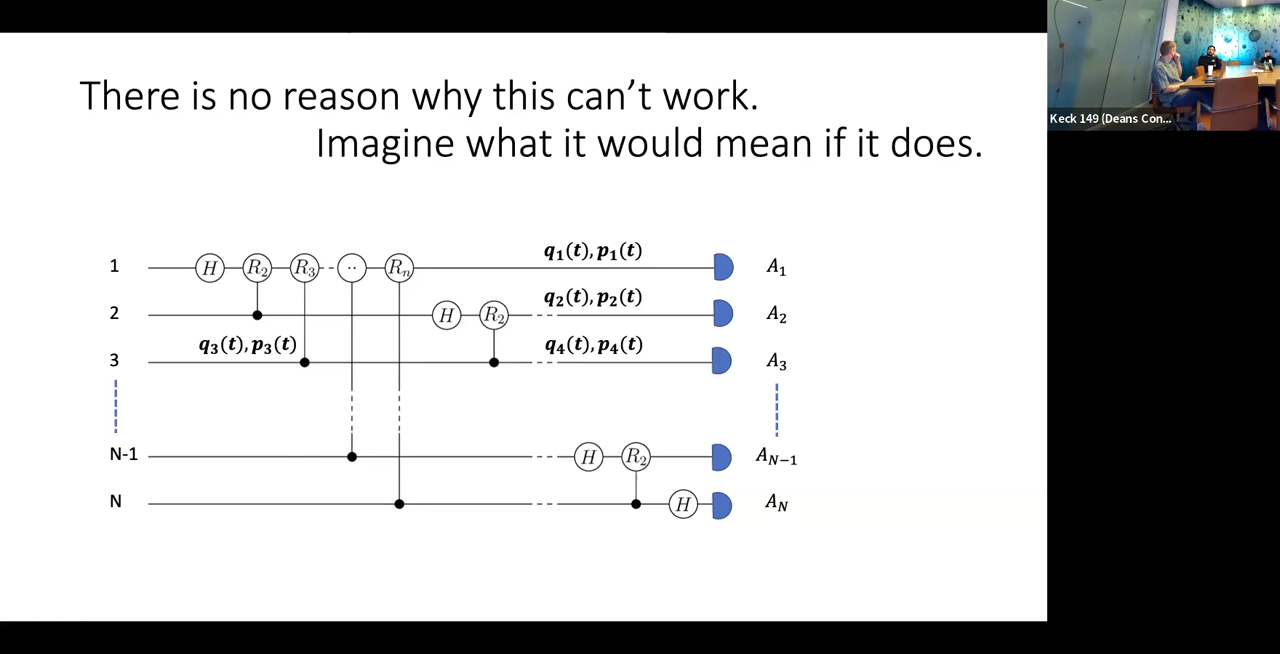 There is no reason why this can't work.
Imagine what it would mean if it does.
Keck 149 (Deans Con...
1 H R₂ R₃ ·· Rₙ q₁(t), p₁(t) A₁
2 H R₂ q₂(t), p₂(t) A₂
3 q₃(t), p₃(t) q₄(t), p₄(t) A₃
N-1 H R₂ A_{N−1}
N H A_N